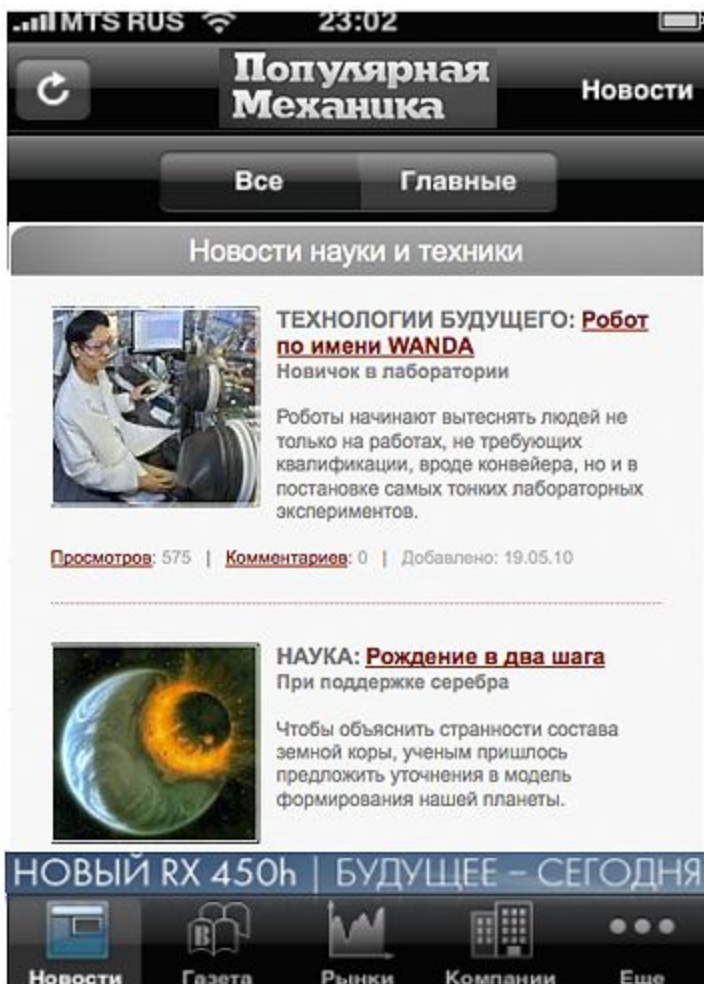 MTS RUS 23:02
Популярная
Механика
Новости
Все Главные
Новости науки и техники
ТЕХНОЛОГИИ БУДУЩЕГО: Робот
по имени WANDA
Новичок в лаборатории
Роботы начинают вытеснять людей не
только на работах, не требующих
квалификации, вроде конвейера, но и в
постановке самых тонких лабораторных
экспериментов.
Просмотров: 575 | Комментариев: 0 | Добавлено: 19.05.10
НАУКА: Рождение в два шага
При поддержке серебра
Чтобы объяснить странности состава
земной коры, ученым пришлось
предложить уточнения в модель
формирования нашей планеты.
НОВЫЙ RX 450h | БУДУЩЕЕ – СЕГОДНЯ
B
Новости Газета Рынки Компании Еще